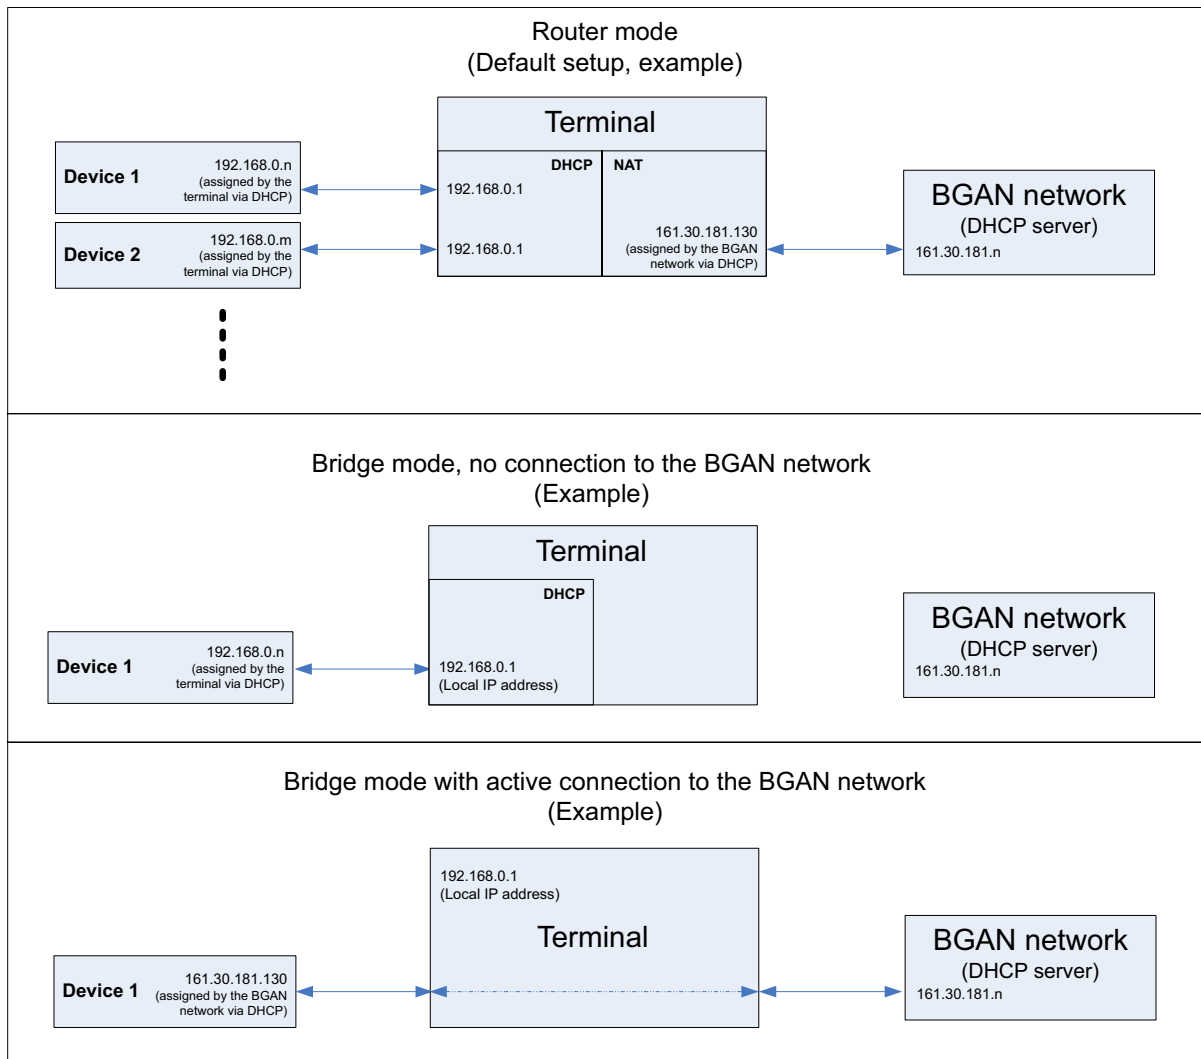 Router mode
(Default setup, example)
Terminal
DHCP
NAT
Device 1
192.168.0.n
(assigned by the
terminal via DHCP)
192.168.0.1
Device 2
192.168.0.m
(assigned by the
terminal via DHCP)
192.168.0.1
161.30.181.130
(assigned by the BGAN
network via DHCP)
BGAN network
(DHCP server)
161.30.181.n
Bridge mode, no connection to the BGAN network
(Example)
Terminal
DHCP
Device 1
192.168.0.n
(assigned by the
terminal via DHCP)
192.168.0.1
(Local IP address)
BGAN network
(DHCP server)
161.30.181.n
Bridge mode with active connection to the BGAN network
(Example)
192.168.0.1
(Local IP address)
Terminal
Device 1
161.30.181.130
(assigned by the BGAN
network via DHCP)
BGAN network
(DHCP server)
161.30.181.n